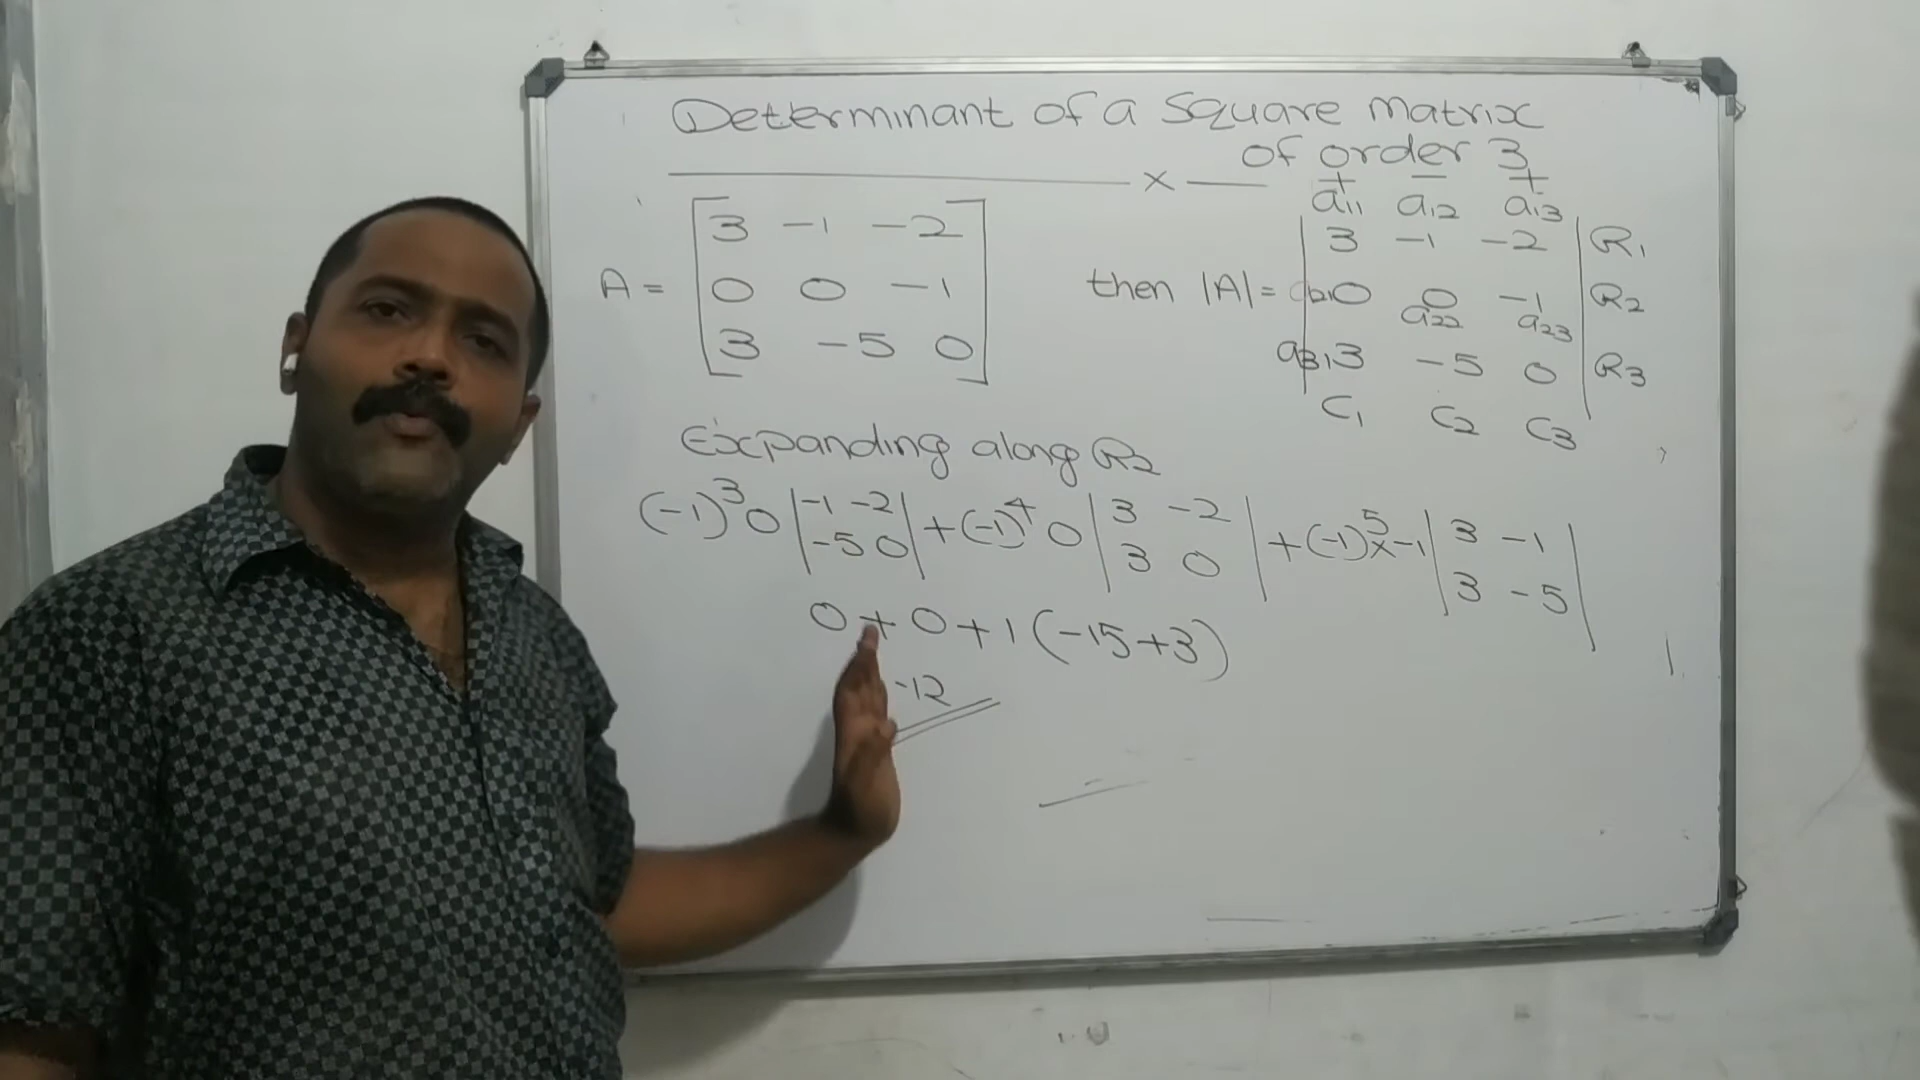 Determinant of a Square Matrix
of order 3
x
+ − +
a11 a12 a13
A = [3 -1 -2
0 0 -1
3 -5 0]
then |A| = |3 -1 -2| R1
a21 0 0 -1 R2
a22 a23
a31 3 -5 0 R3
C1 C2 C3
Expanding along R2
(-1)³ 0 |-1 -2| + (-1)⁴ 0 |3 -2| + (-1)⁵ x -1 |3 -1|
|-5 0| |3 0| |3 -5|
0 + 0 + 1 (-15 + 3)
-12